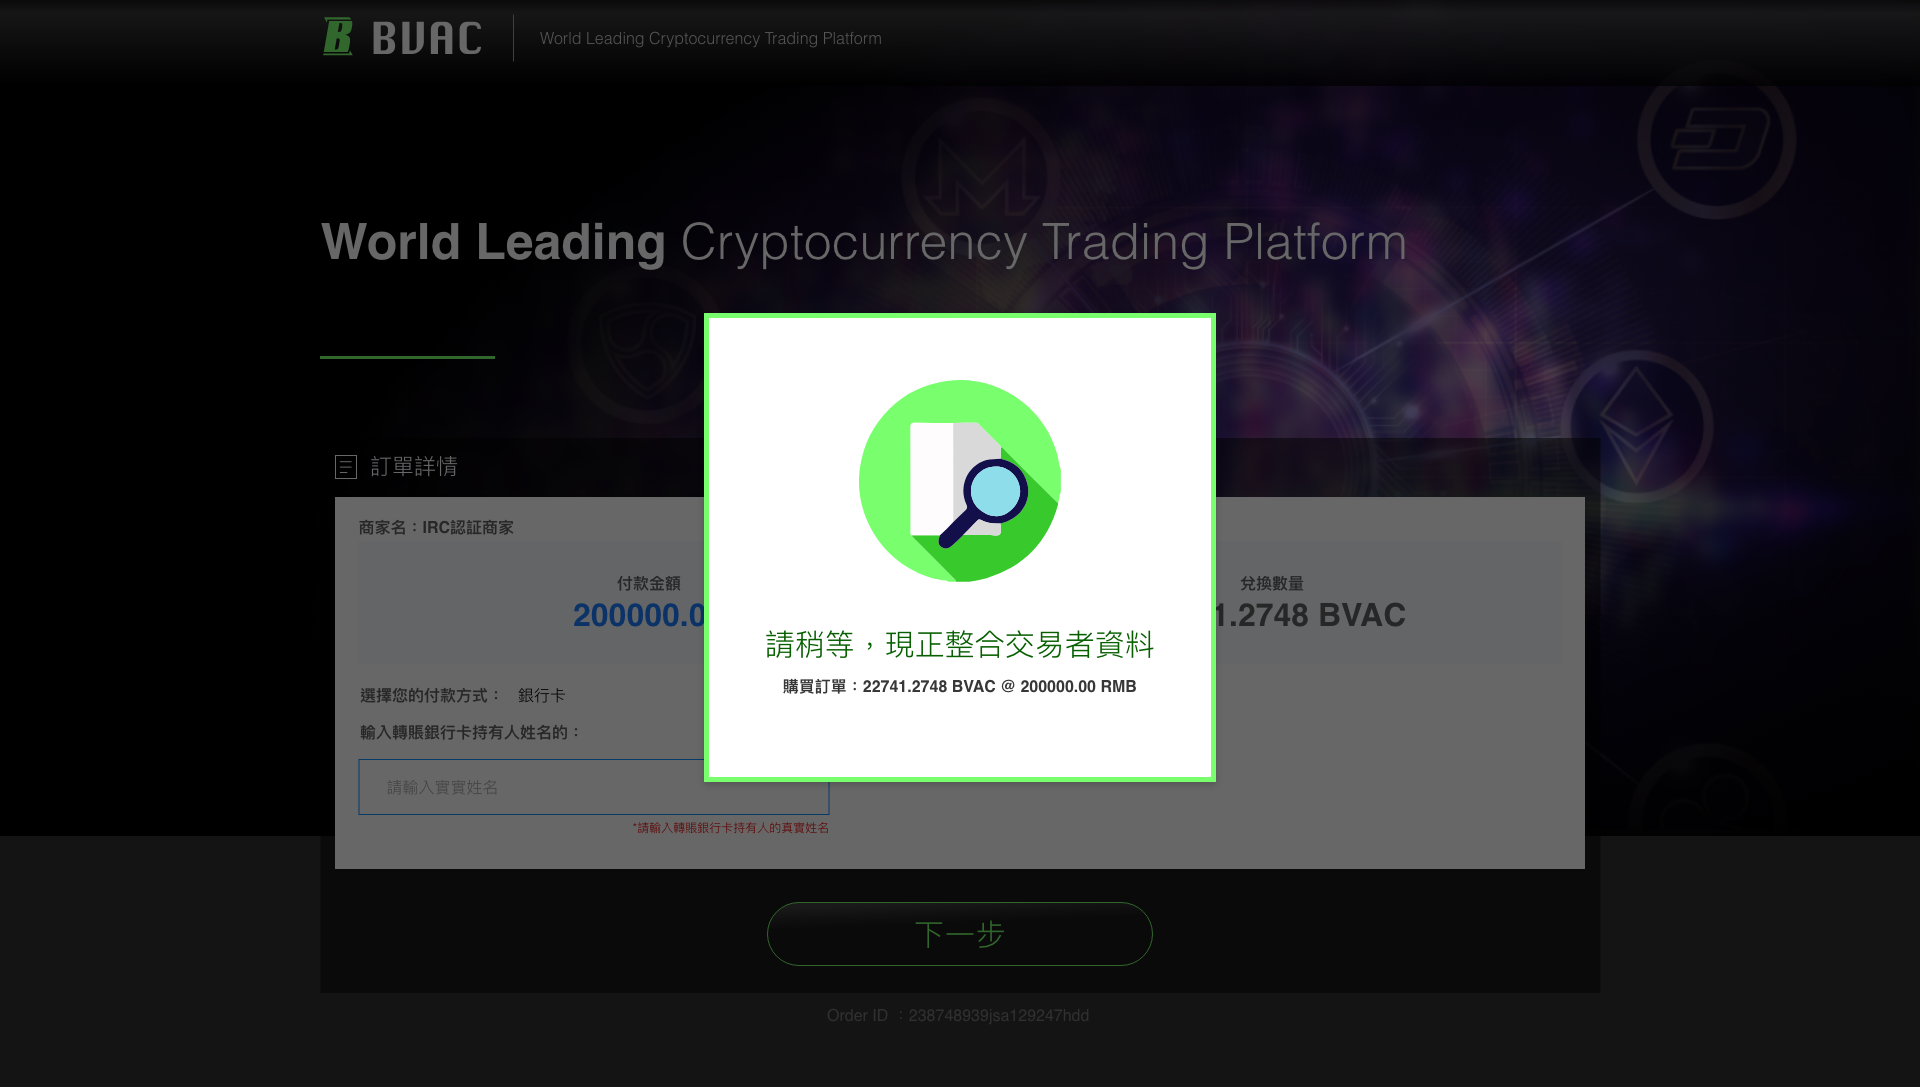 BVAC
World Leading Cryptocurrency Trading Platform
World Leading Cryptocurrency Trading Platform
訂單詳情
商家名：IRC認証商家
付款金額
200000.0
兌換數量
1.2748 BVAC
請稍等，現正整合交易者資料
購買訂單：22741.2748 BVAC @ 200000.00 RMB
選擇您的付款方式： 銀行卡
輸入轉賬銀行卡持有人姓名的：
請輸入實實姓名
*請輸入轉賬銀行卡持有人的真實姓名
下一步
Order ID ：238748939jsa129247hdd